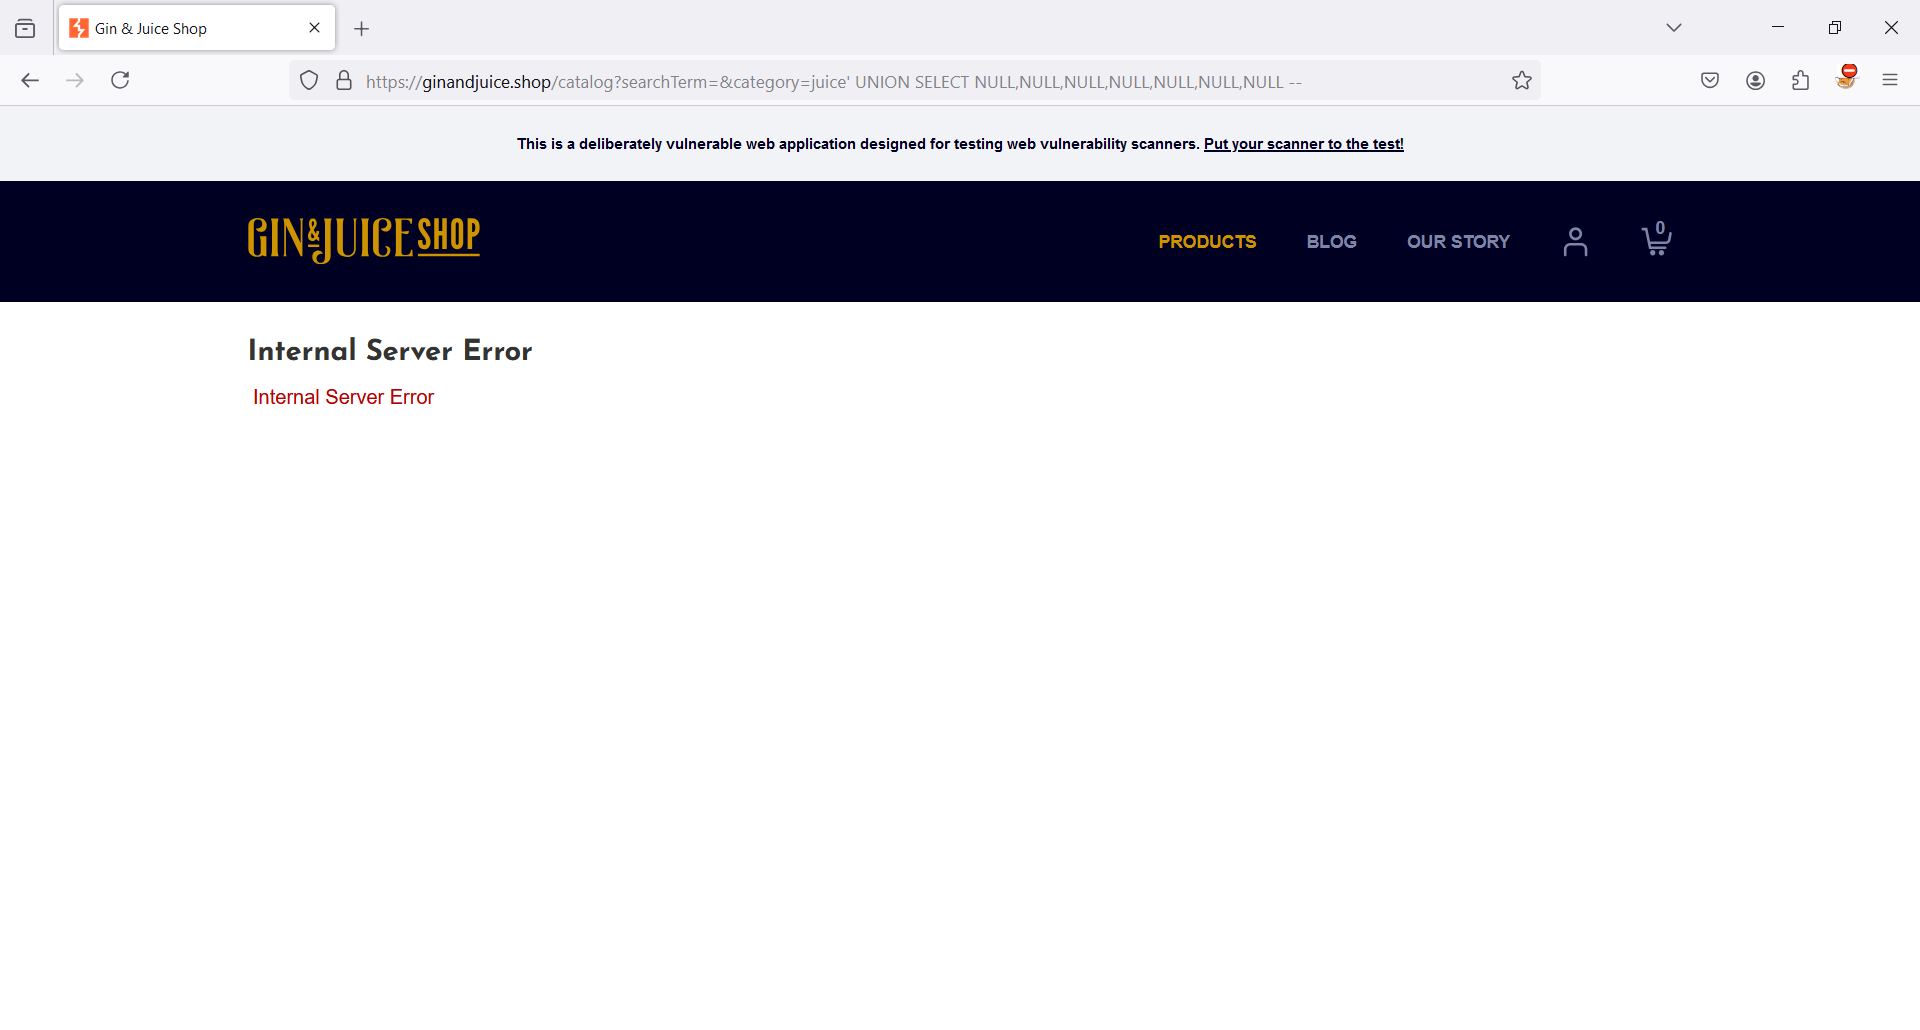 Gin & Juice Shop
https://ginandjuice.shop/catalog?searchTerm=&category=juice' UNION SELECT NULL,NULL,NULL,NULL,NULL,NULL,NULL --
This is a deliberately vulnerable web application designed for testing web vulnerability scanners. Put your scanner to the test!
GIN&JUICE SHOP
PRODUCTS BLOG OUR STORY 0
Internal Server Error
Internal Server Error